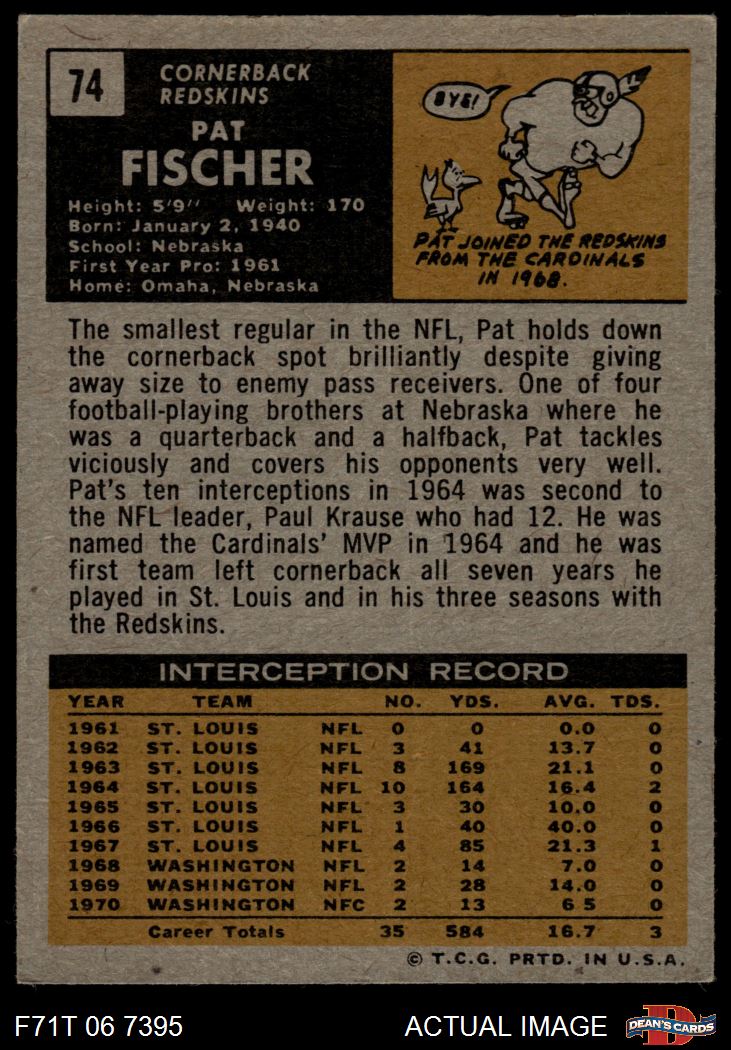 74
CORNERBACK
REDSKINS
PAT
FISCHER
Height: 5'9" Weight: 170
Born: January 2, 1940
School: Nebraska
First Year Pro: 1961
Home: Omaha, Nebraska
BYE!
PAT JOINED THE REDSKINS
FROM THE CARDINALS
IN 1968.
The smallest regular in the NFL, Pat holds down
the cornerback spot brilliantly despite giving
away size to enemy pass receivers. One of four
football-playing brothers at Nebraska where he
was a quarterback and a halfback, Pat tackles
viciously and covers his opponents very well.
Pat's ten interceptions in 1964 was second to
the NFL leader, Paul Krause who had 12. He was
named the Cardinals' MVP in 1964 and he was
first team left cornerback all seven years he
played in St. Louis and in his three seasons with
the Redskins.
INTERCEPTION RECORD
YEAR TEAM NO. YDS. AVG. TDS.
1961 ST. LOUIS NFL 0 0 0.0 0
1962 ST. LOUIS NFL 3 41 13.7 0
1963 ST. LOUIS NFL 8 169 21.1 0
1964 ST. LOUIS NFL 10 164 16.4 2
1965 ST. LOUIS NFL 3 30 10.0 0
1966 ST. LOUIS NFL 1 40 40.0 0
1967 ST. LOUIS NFL 4 85 21.3 1
1968 WASHINGTON NFL 2 14 7.0 0
1969 WASHINGTON NFL 2 28 14.0 0
1970 WASHINGTON NFC 2 13 6 5 0
Career Totals 35 584 16.7 3
© T.C.G. PRTD. IN U.S.A.
F71T 06 7395 ACTUAL IMAGE DEAN'S CARDS